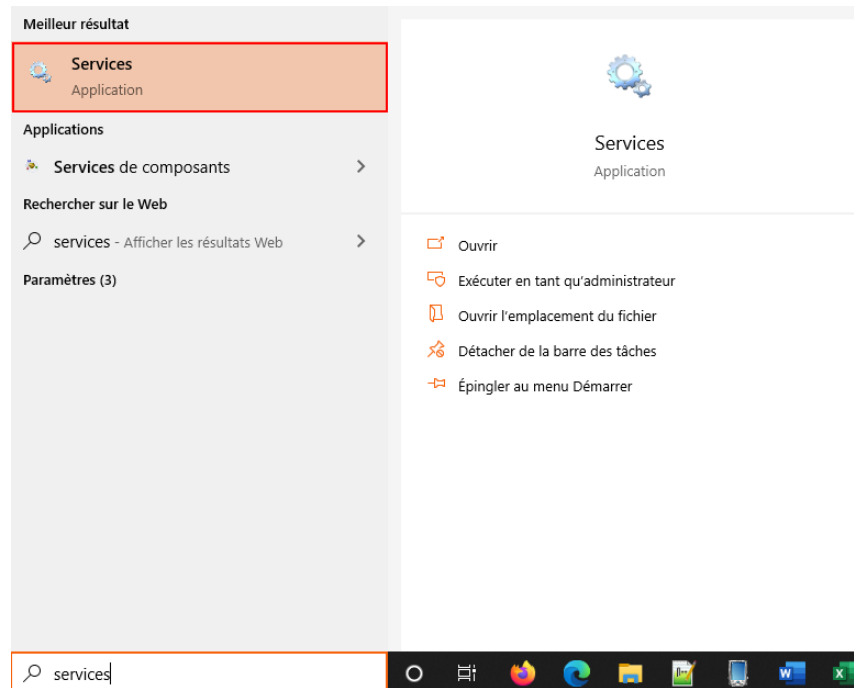 Meilleur résultat
Services
Application
Applications
Services de composants
Rechercher sur le Web
services - Afficher les résultats Web
Paramètres (3)
services
Services
Application
Ouvrir
Exécuter en tant qu'administrateur
Ouvrir l'emplacement du fichier
Détacher de la barre des tâches
Épingler au menu Démarrer